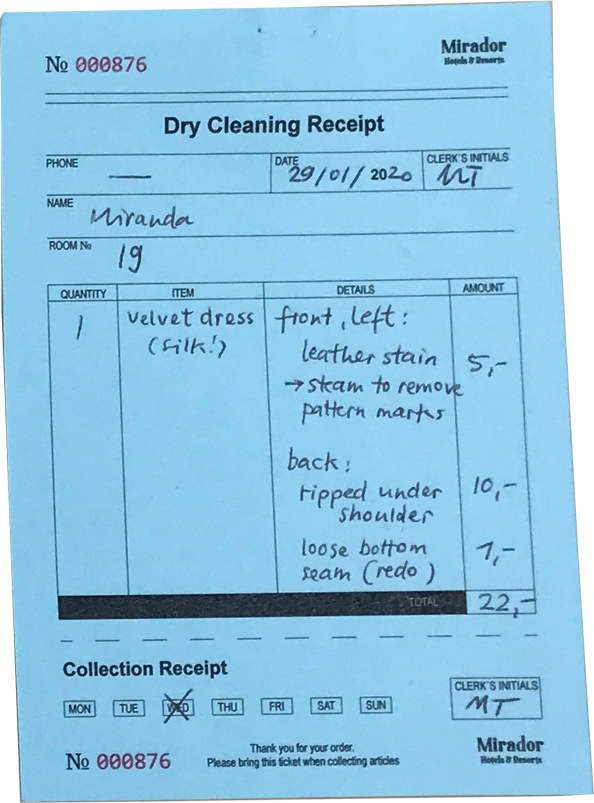 № 000876
Mirador
Hotels & Resorts
Dry Cleaning Receipt
PHONE —
DATE 29/01/2020
CLERK'S INITIALS MT
NAME Miranda
ROOM № 19
QUANTITY ITEM DETAILS AMOUNT
1 velvet dress front, left:
(silk!) leather stain 5,-
→ steam to remove
pattern marks
back:
ripped under 10,-
shoulder
loose bottom 7,-
seam (redo)
TOTAL 22,-
Collection Receipt
MON TUE WED THU FRI SAT SUN
CLERK'S INITIALS
MT
№ 000876
Thank you for your order.
Please bring this ticket when collecting articles
Mirador
Hotels & Resorts